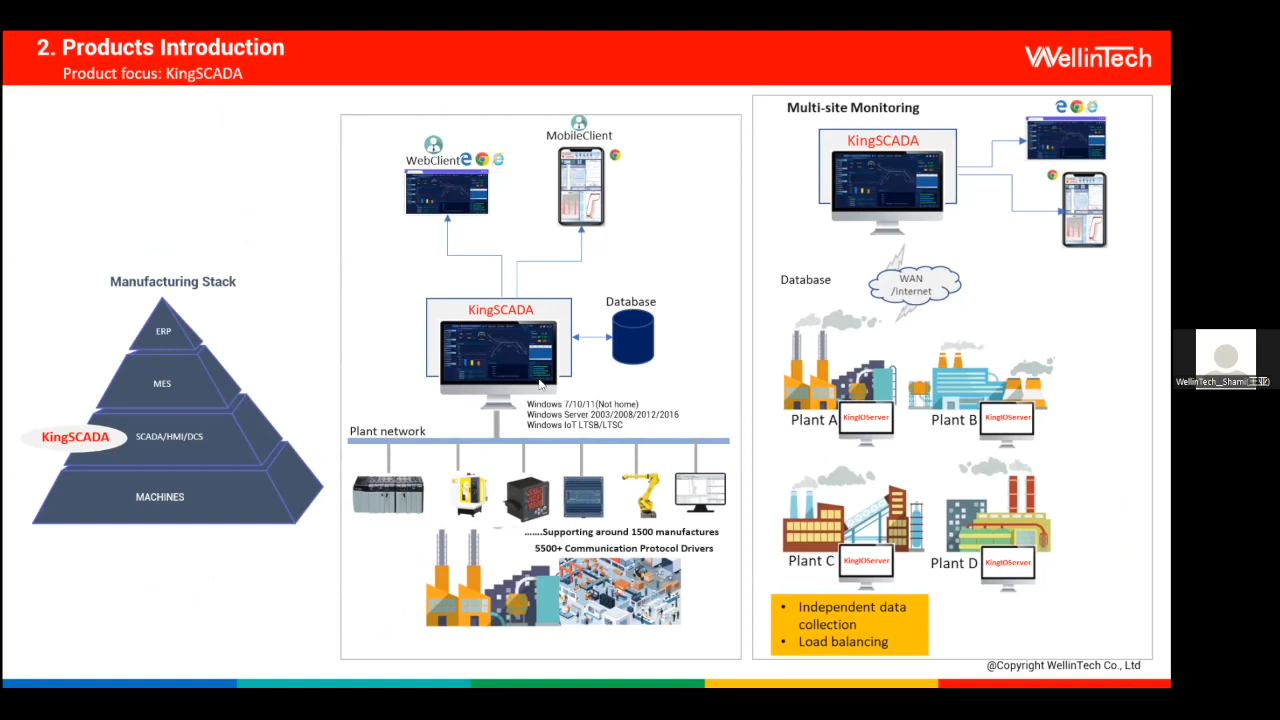 2. Products Introduction
Product focus: KingSCADA
WellinTech
Manufacturing Stack
ERP
MES
KingSCADA
SCADA/HMI/DCS
MACHINES
WebClient
MobileClient
KingSCADA
Database
Windows 7/10/11(Not home)
Windows Server 2003/2008/2012/2016
Windows IoT LTSB/LTSC
Plant network
.......Supporting around 1500 manufactures
5500+ Communication Protocol Drivers
Multi-site Monitoring
KingSCADA
Database
WAN
/internet
Plant A
KingIOServer
Plant B
KingIOServer
Plant C
KingIOServer
Plant D
KingIOServer
• Independent data
collection
• Load balancing
@Copyright WellinTech Co., Ltd